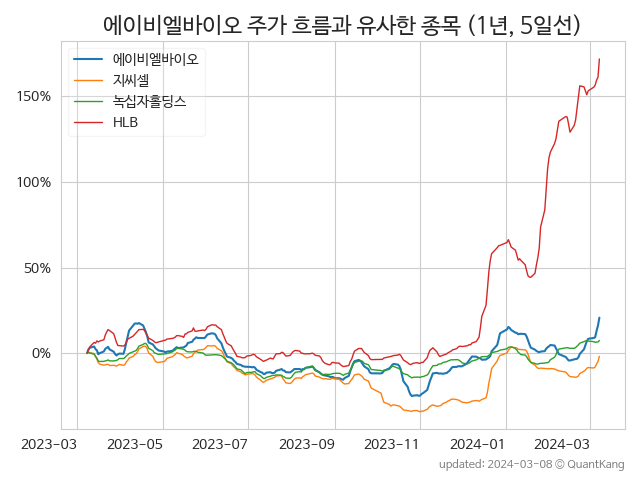 에이비엘바이오 주가 흐름과 유사한 종목 (1년, 5일선)
에이비엘바이오
지씨셀
녹십자홀딩스
HLB
150%
100%
50%
0%
2023-03 2023-05 2023-07 2023-09 2023-11 2024-01 2024-03
updated: 2024-03-08 © QuantKang